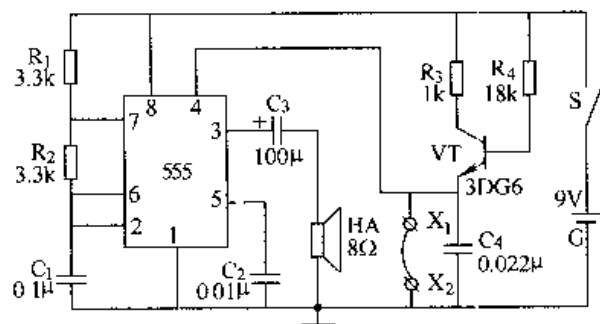 R1
3.3k
R2
3.3k
C1
0.1μ
7
6
2
8
4
3
5
1
555
C3
+
100μ
C2
0.01μ
HA
8Ω
R3
1k
R4
18k
VT
3DG6
X1
X2
C4
0.022μ
S
9V
G